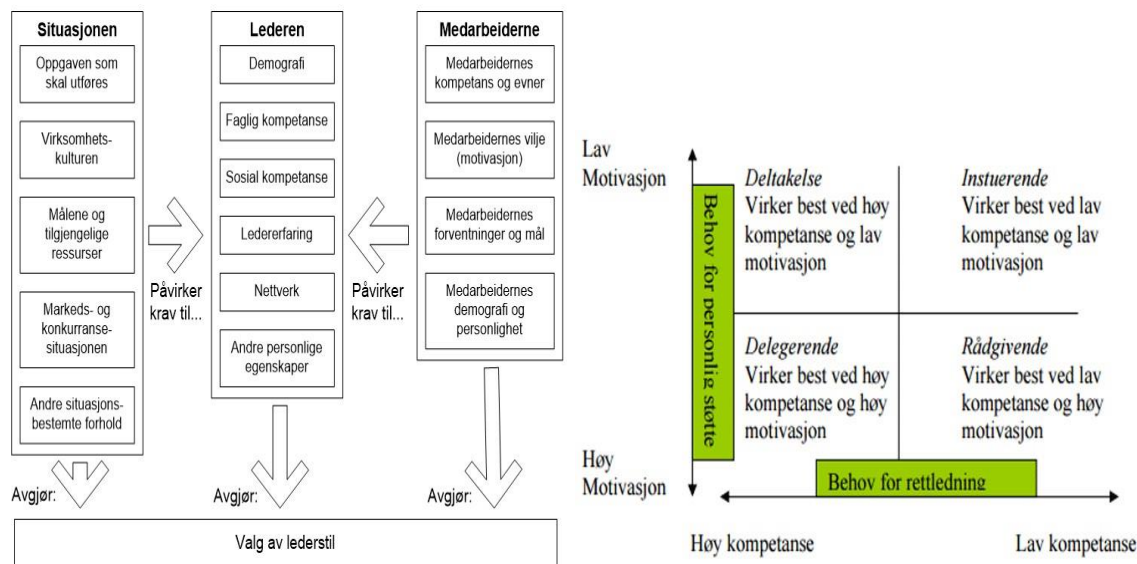 Situasjonen
Oppgaven som
skal utføres
Virksomhets-
kulturen
Målene og
tilgjengelige
ressurser
Markeds- og
konkurranse-
situasjonen
Andre situasjons-
bestemte forhold
Påvirker
krav til...
Lederen
Demografi
Faglig kompetanse
Sosial kompetanse
Ledererfaring
Nettverk
Andre personlige
egenskaper
Påvirker
krav til...
Medarbeiderne
Medarbeidernes
kompetans og evner
Medarbeidernes vilje
(motivasjon)
Medarbeidernes
forventninger og mål
Medarbeidernes
demografi og
personlighet
Avgjør:
Avgjør:
Avgjør:
Valg av lederstil
Lav
Motivasjon
Behov for personlig støtte
Deltakelse
Virker best ved høy
kompetanse og lav
motivasjon
Instuerende
Virker best ved lav
kompetanse og lav
motivasjon
Delegerende
Virker best ved høy
kompetanse og høy
motivasjon
Rådgivende
Virker best ved lav
kompetanse og høy
motivasjon
Høy
Motivasjon
Behov for rettledning
Høy kompetanse
Lav kompetanse